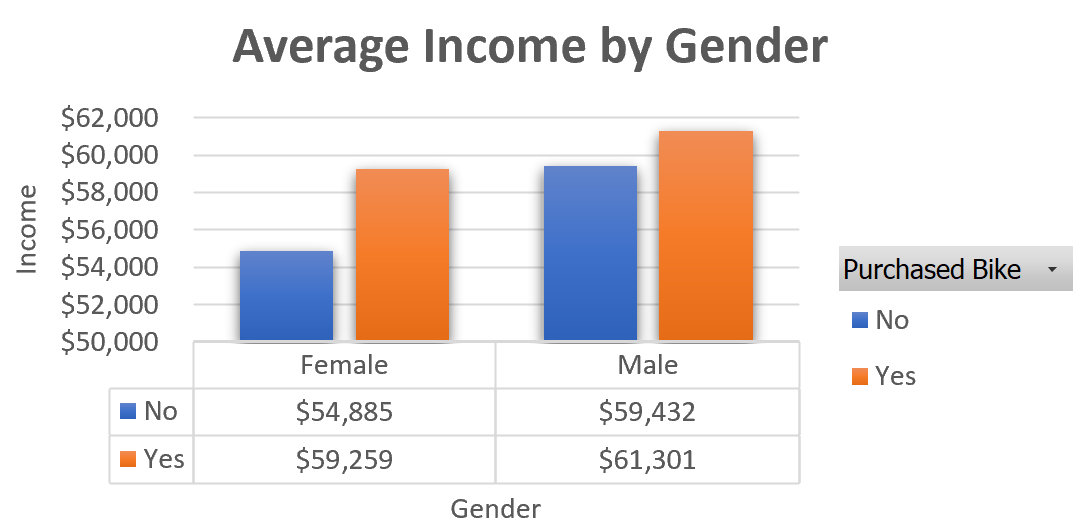 Average Income by Gender
$62,000
$60,000
$58,000
$56,000
$54,000
$52,000
$50,000
Income
Female Male
No $54,885 $59,432
Yes $59,259 $61,301
Gender
Purchased Bike
No
Yes